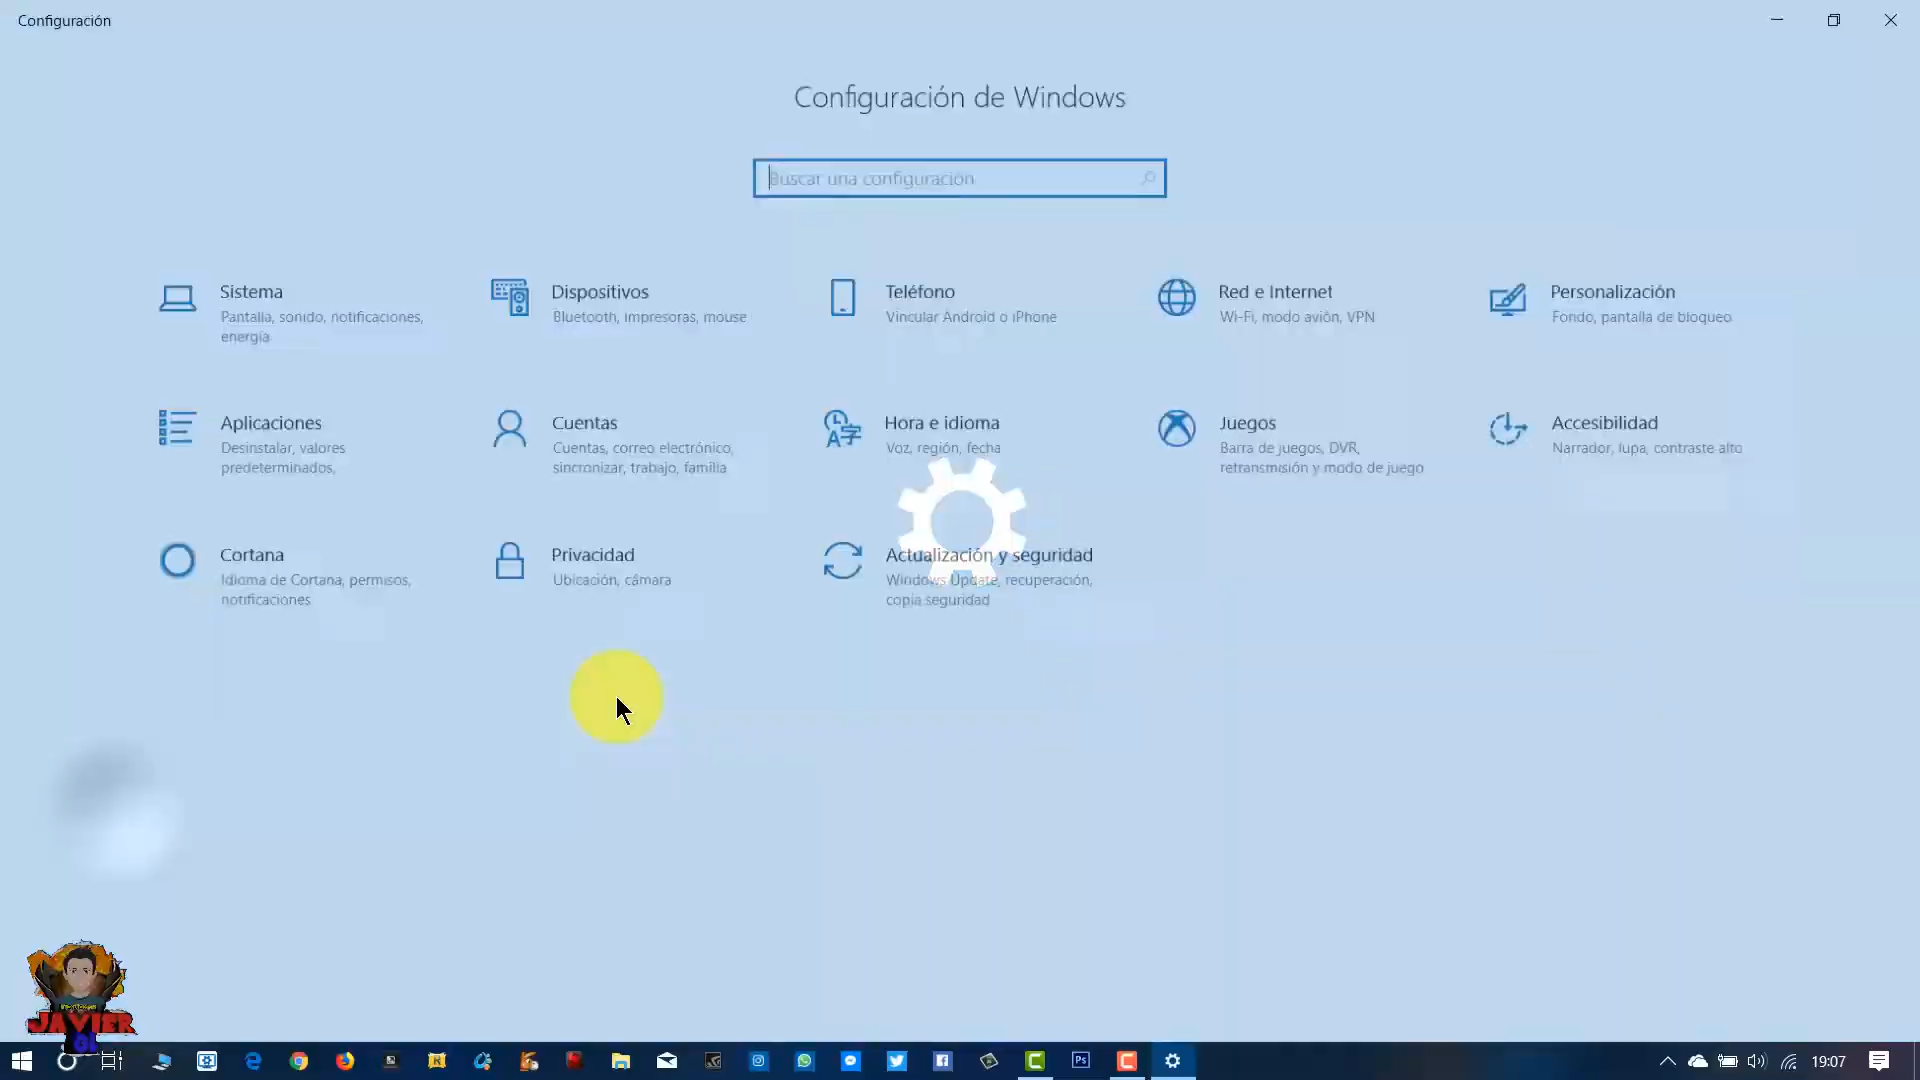 Configuración
Configuración de Windows
Buscar una configuración
Sistema
Pantalla, sonido, notificaciones,
energía
Dispositivos
Bluetooth, impresoras, mouse
Teléfono
Vincular Android o iPhone
Red e Internet
Wi-Fi, modo avión, VPN
Personalización
Fondo, pantalla de bloqueo
Aplicaciones
Desinstalar, valores
predeterminados,
Cuentas
Cuentas, correo electrónico,
sincronizar, trabajo, familia
Hora e idioma
Voz, región, fecha
Juegos
Barra de juegos, DVR,
retransmisión y modo de juego
Accesibilidad
Narrador, lupa, contraste alto
Cortana
Idioma de Cortana, permisos,
notificaciones
Privacidad
Ubicación, cámara
Actualización y seguridad
Windows Update, recuperación,
copia seguridad
JAVIER
GL
Ps
19:07